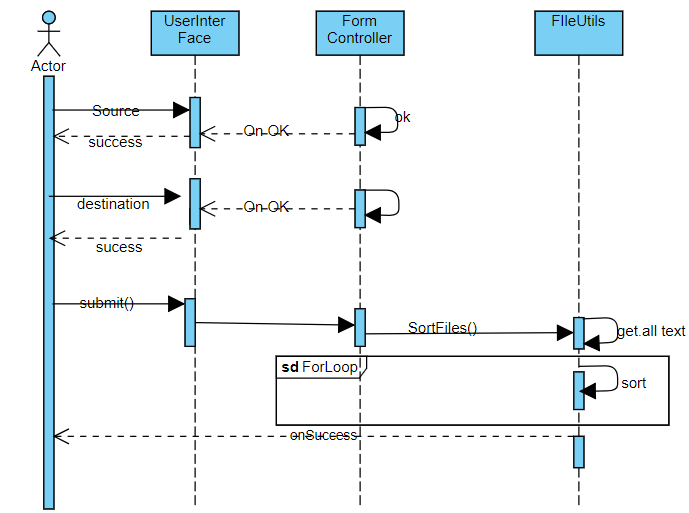 UserInter
Face
Form
Controller
FIleUtils
Actor
Source
ok
On OK
success
destination
On OK
sucess
submit()
SortFiles()
get.all text
sd ForLoop
sort
onSuccess